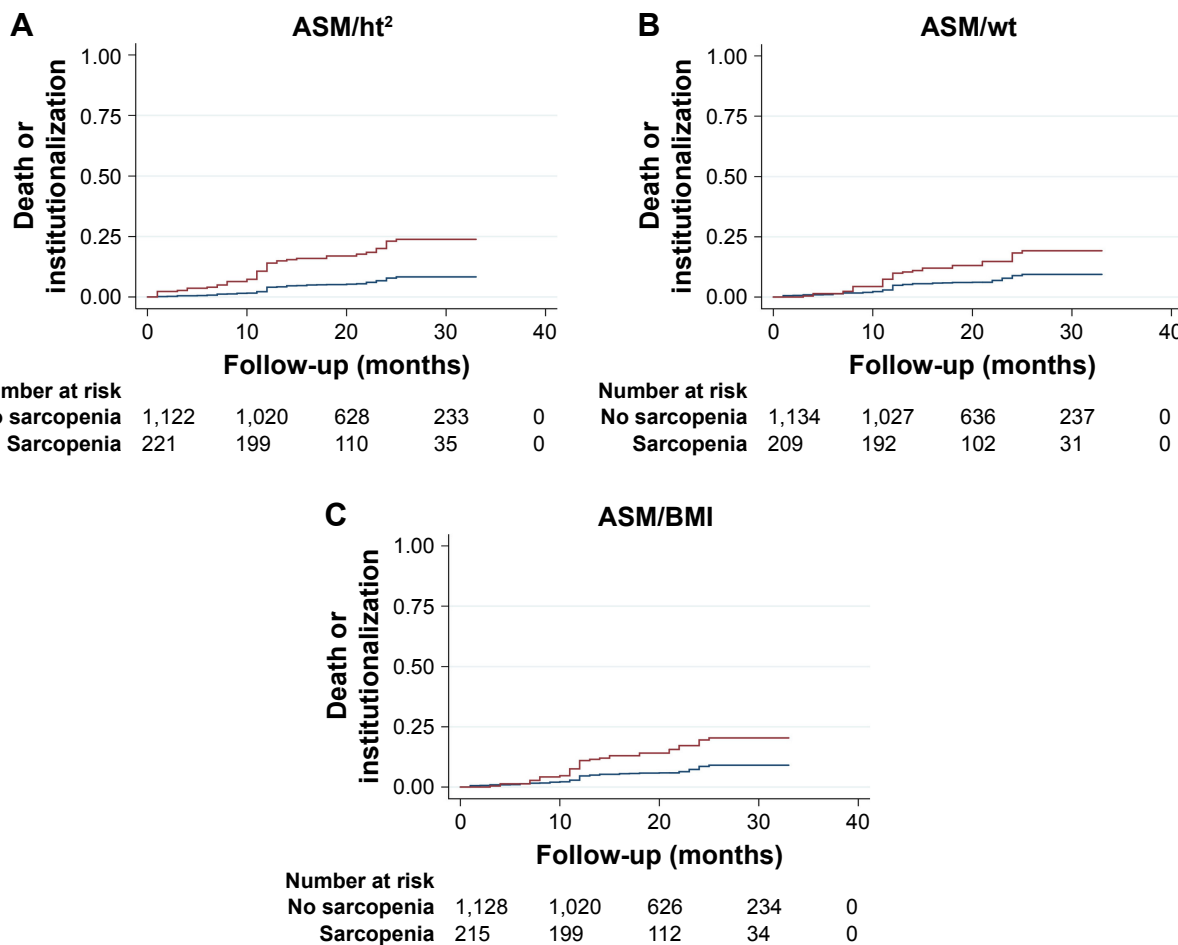 A
ASM/ht²
Death or
institutionalization
1.00
0.75
0.50
0.25
0.00
0 10 20 30 40
Follow-up (months)
umber at risk
o sarcopenia 1,122 1,020 628 233 0
Sarcopenia 221 199 110 35 0
B
ASM/wt
Death or
institutionalization
1.00
0.75
0.50
0.25
0.00
0 10 20 30 40
Follow-up (months)
Number at risk
No sarcopenia 1,134 1,027 636 237 0
Sarcopenia 209 192 102 31 0
C
ASM/BMI
Death or
institutionalization
1.00
0.75
0.50
0.25
0.00
0 10 20 30 40
Follow-up (months)
Number at risk
No sarcopenia 1,128 1,020 626 234 0
Sarcopenia 215 199 112 34 0